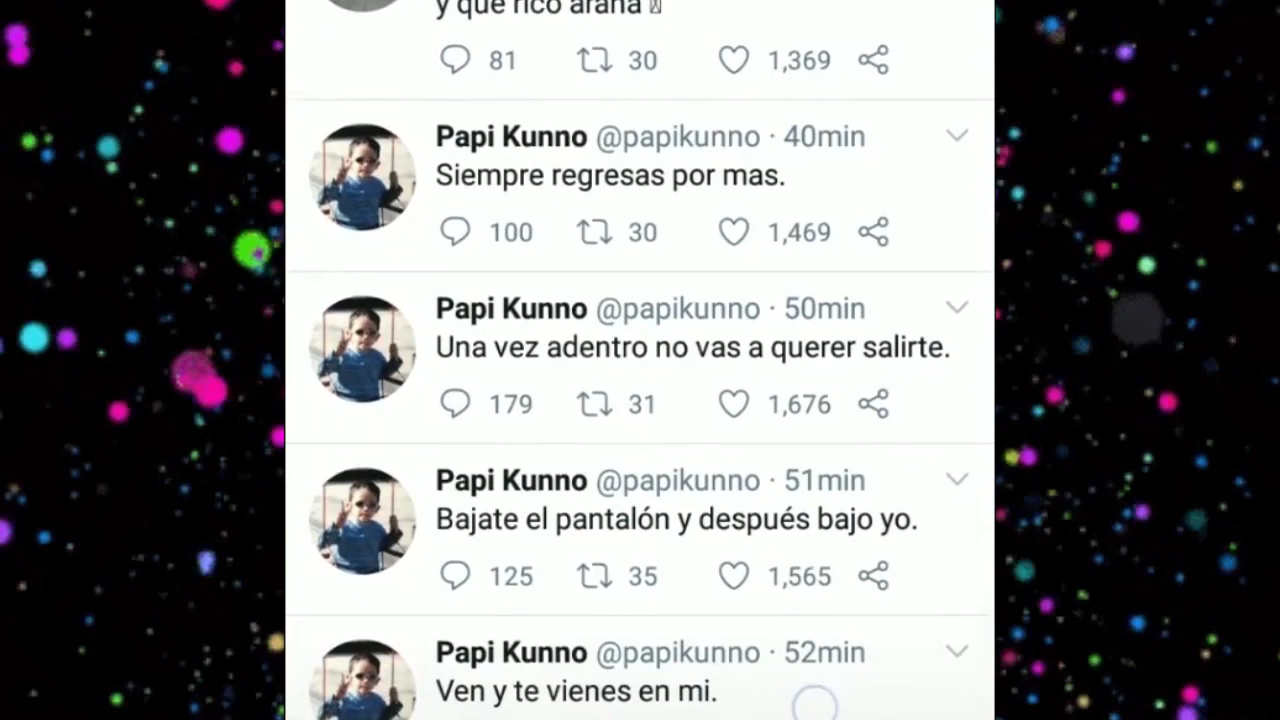 y que rico araña
81 30 1,369
Papi Kunno @papikunno · 40min
Siempre regresas por mas.
100 30 1,469
Papi Kunno @papikunno · 50min
Una vez adentro no vas a querer salirte.
179 31 1,676
Papi Kunno @papikunno · 51min
Bajate el pantalón y después bajo yo.
125 35 1,565
Papi Kunno @papikunno · 52min
Ven y te vienes en mi.